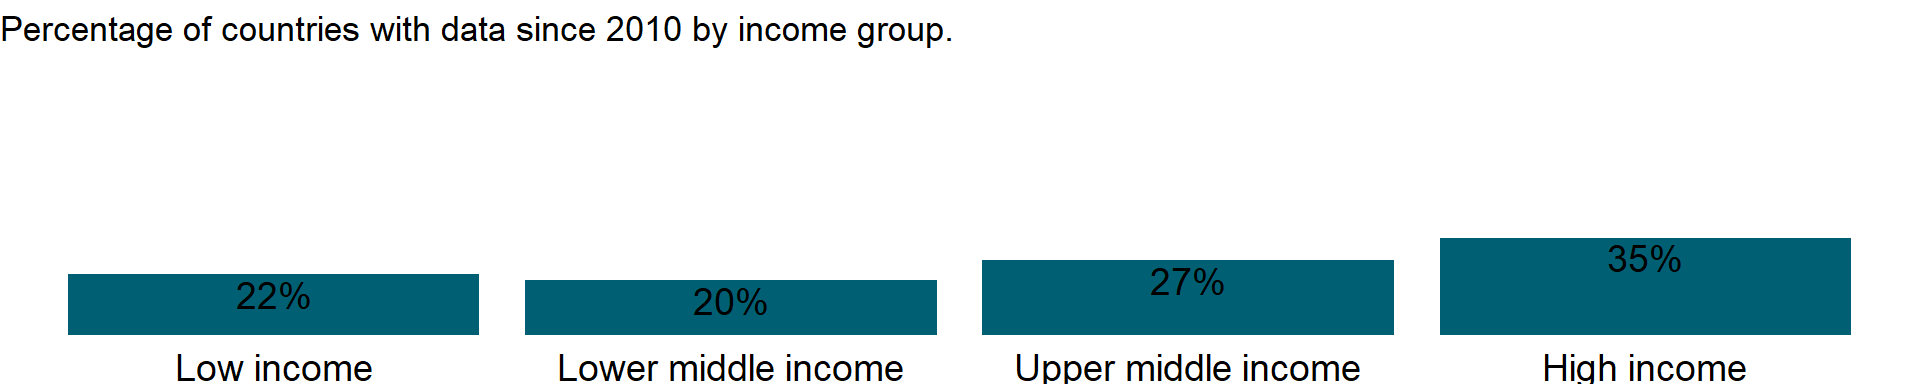 Percentage of countries with data since 2010 by income group.
22%
20%
27%
35%
Low income
Lower middle income
Upper middle income
High income